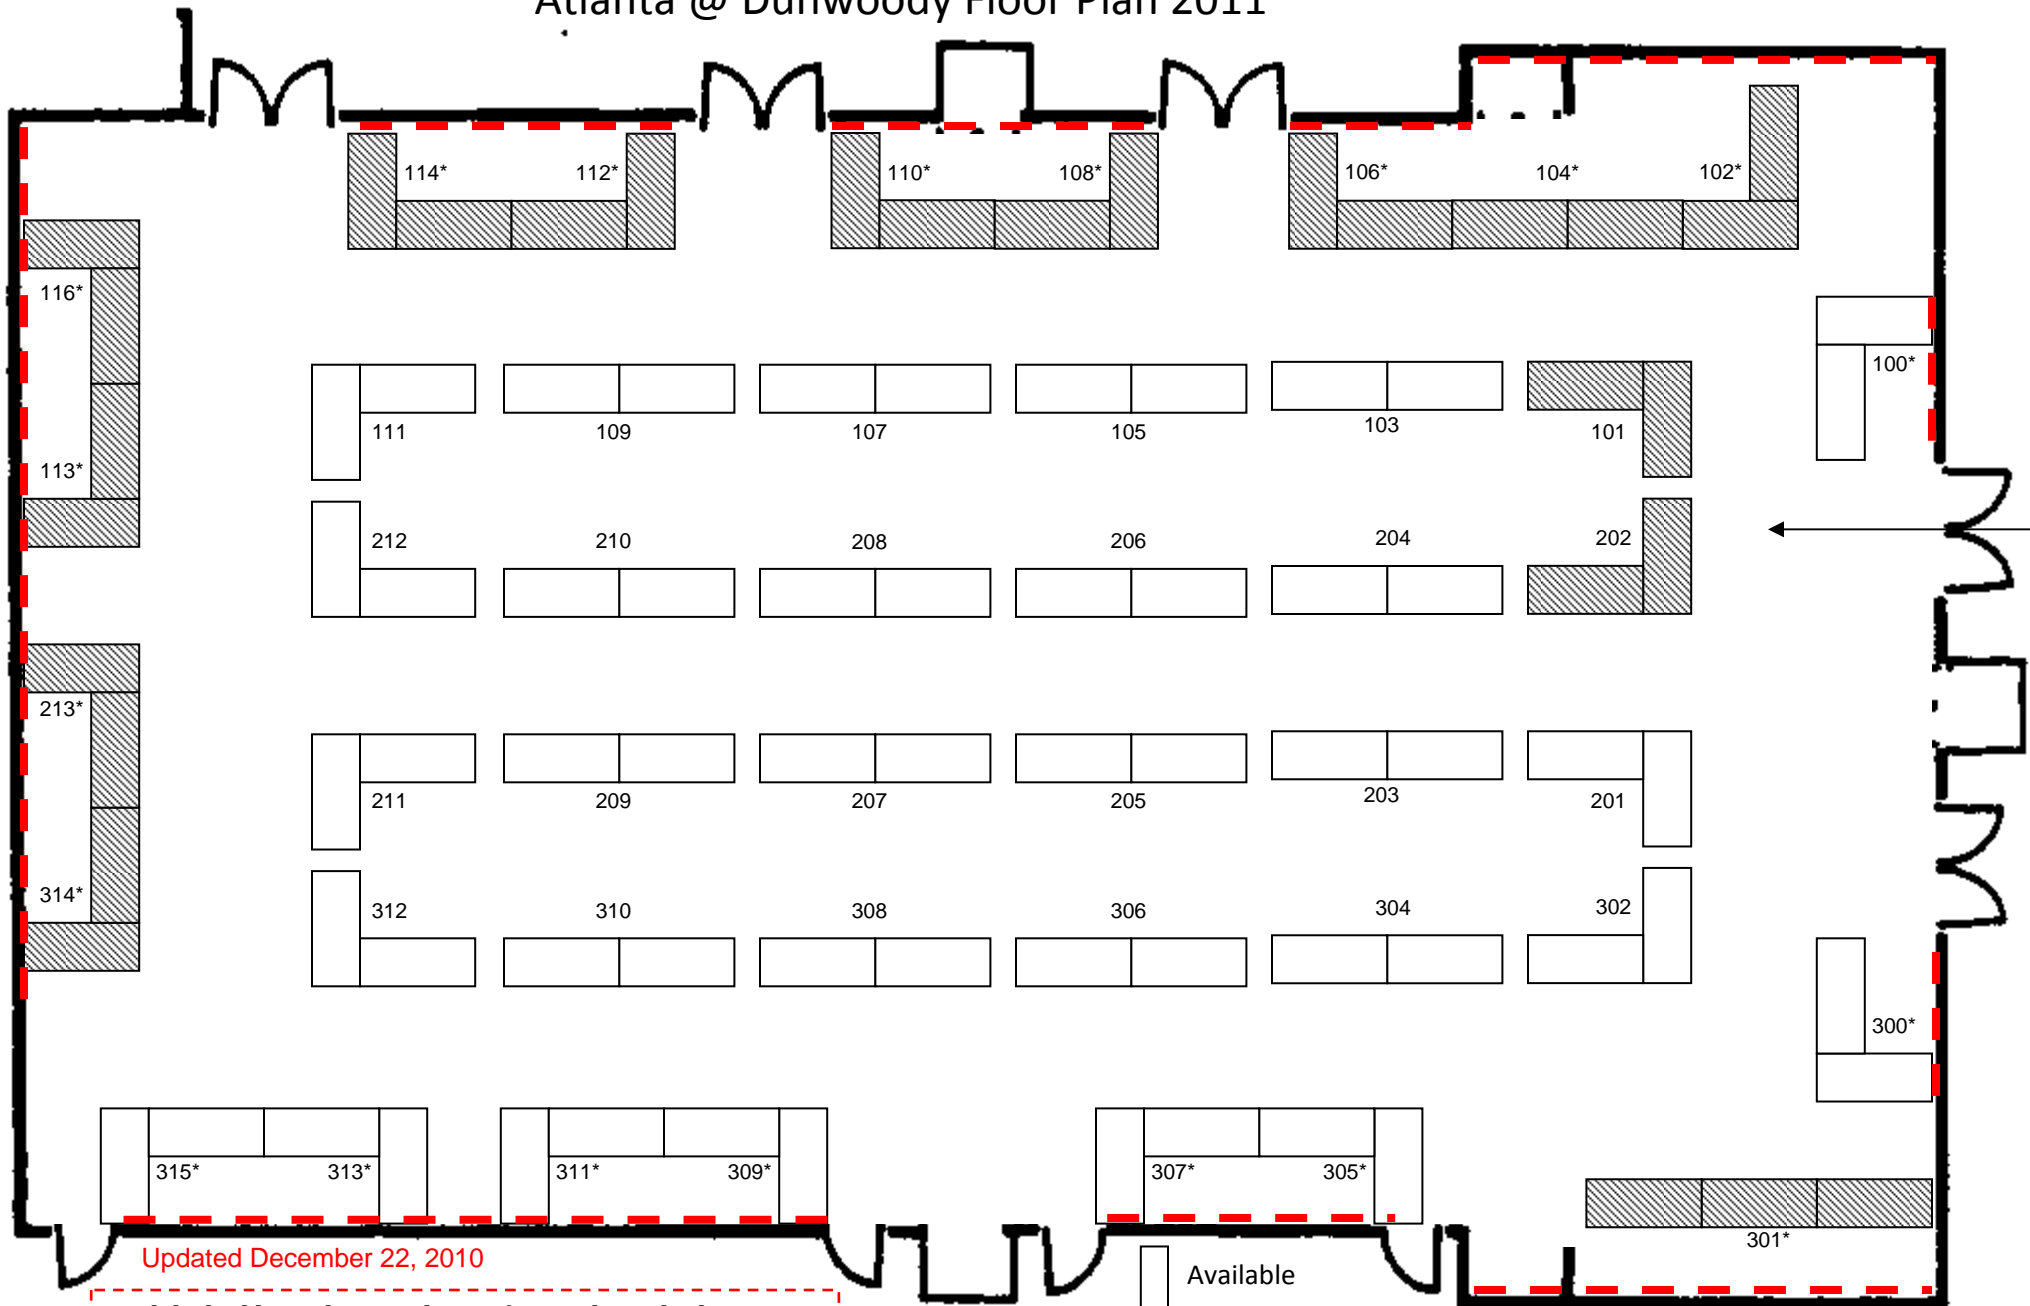 Atlanta @ Dunwoody Floor Plan 2011
114* 112* 110* 108* 106* 104* 102*
116*
100*
111 109 107 105 103 101
113*
212 210 208 206 204 202
213*
211 209 207 205 203 201
314*
312 310 308 306 304 302
300*
315* 313* 311* 309* 307* 305*
301*
Updated December 22, 2010
Available